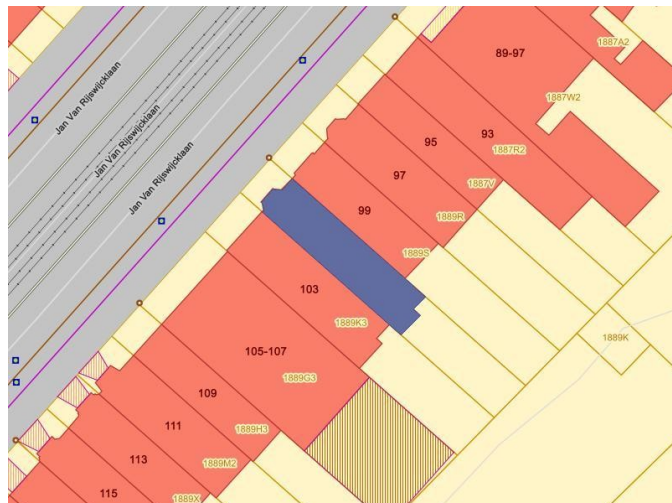 89-97
1887A2
Jan Van Rijswijcklaan
Jan Van Rijswijcklaan
Jan Van Rijswijcklaan
1887W2
95
93
1887R2
97
1887V
99
1889R
1889S
103
1889K3
1889K
105-107
1889G3
109
1889H3
111
1889M2
113
1889X
115